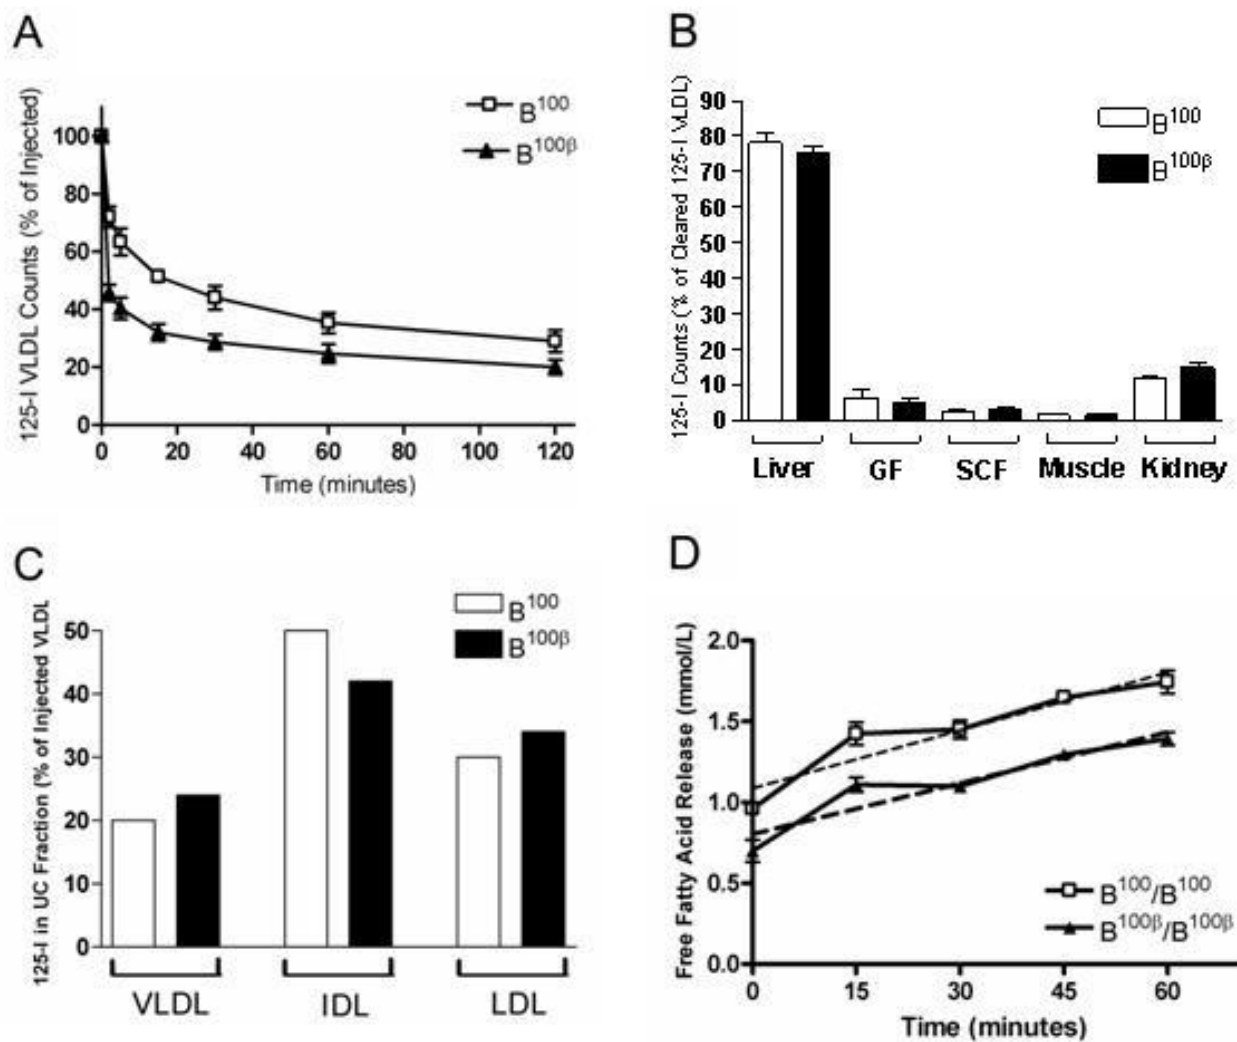 A
125-I VLDL Counts (% of Injected)
100
80
60
40
20
0
B¹⁰⁰
B¹⁰⁰ᵝ
0 20 40 60 80 100 120
Time (minutes)
B
125-I Counts (% of Cleared 125-I VLDL)
90
80
70
60
50
40
30
20
10
0
B¹⁰⁰
B¹⁰⁰ᵝ
Liver GF SCF Muscle Kidney
C
125-I in UC Fraction (% of Injected VLDL
50
40
30
20
10
0
B¹⁰⁰
B¹⁰⁰ᵝ
VLDL IDL LDL
D
Free Fatty Acid Release (mmol/L)
2.0
1.5
1.0
0.5
0.0
B¹⁰⁰/B¹⁰⁰
B¹⁰⁰ᵝ/B¹⁰⁰ᵝ
0 15 30 45 60
Time (minutes)